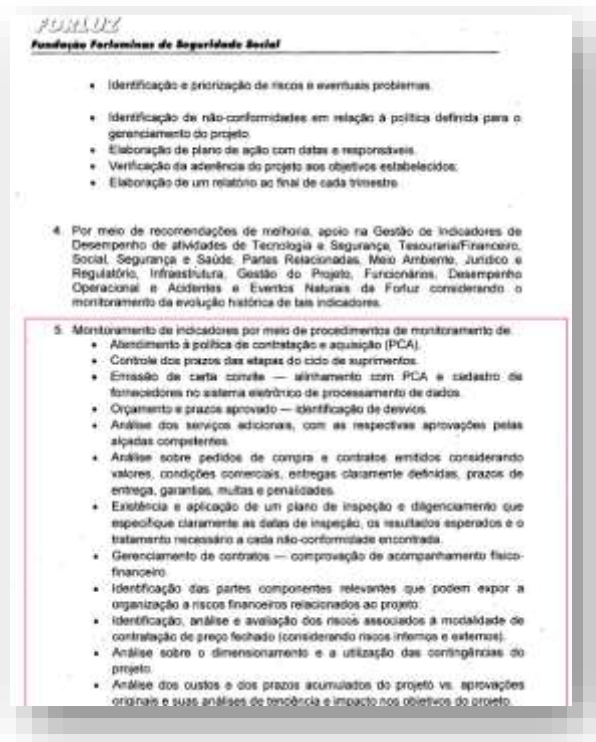 FORLUZ
Fundação Forluminas de Seguridade Social
• Identificação e priorização de riscos e eventuais problemas.
• Identificação de não-conformidades em relação à política definida para o
gerenciamento do projeto.
• Elaboração de plano de ação com datas e responsáveis.
• Verificação da aderência do projeto aos objetivos estabelecidos;
• Elaboração de um relatório ao final de cada trimestre.
4. Por meio de recomendações de melhoria, apoio na Gestão de Indicadores de
Desempenho de atividades de Tecnologia e Segurança, Tesouraria/Financeiro,
Social, Segurança e Saúde, Partes Relacionadas, Meio Ambiente, Jurídico e
Regulatório, Infraestrutura, Gestão do Projeto, Funcionários, Desempenho
Operacional e Acidentes e Eventos Naturais da Forluz considerando o
monitoramento da evolução histórica de tais indicadores.
5. Monitoramento de indicadores por meio de procedimentos de monitoramento de:
• Atendimento à política de contratação e aquisição (PCA).
• Controle dos prazos das etapas do ciclo de suprimentos.
• Emissão de carta convite — alinhamento com PCA e cadastro de
fornecedores no sistema eletrônico de processamento de dados.
• Orçamento e prazos aprovado — identificação de desvios.
• Análise dos serviços adicionais, com as respectivas aprovações pelas
alçadas competentes.
• Análise sobre pedidos de compra e contratos emitidos considerando
valores, condições comerciais, entregas claramente definidas, prazos de
entrega, garantias, multas e penalidades.
• Existência e aplicação de um plano de inspeção e diligenciamento que
especifique claramente as datas de inspeção, os resultados esperados e o
tratamento necessário a cada não-conformidade encontrada.
• Gerenciamento de contratos — comprovação de acompanhamento físico-
financeiro.
• Identificação das partes componentes relevantes que podem expor a
organização a riscos financeiros relacionados ao projeto.
• Identificação, análise e avaliação dos riscos associados à modalidade de
contratação de preço fechado (considerando riscos internos e externos).
• Análise sobre o dimensionamento e a utilização das contingências do
projeto.
• Análise dos custos e dos prazos acumulados do projeto vs. aprovações
originais e suas análises de tendência e impacto nos objetivos do projeto.